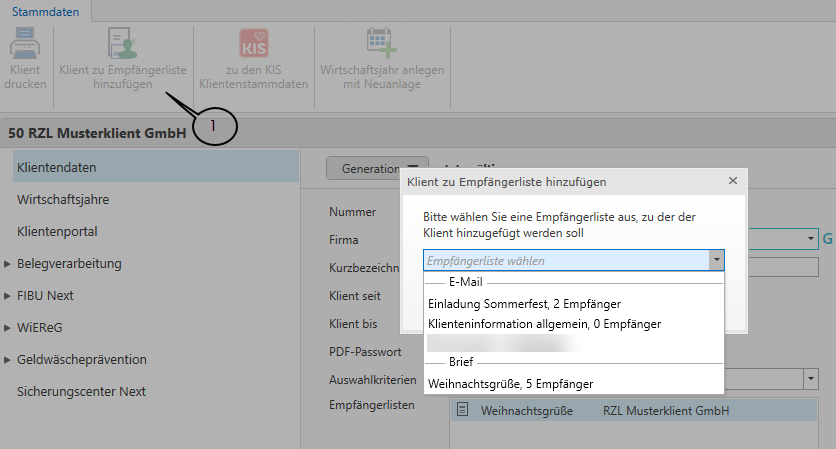 Stammdaten
Klient drucken
Klient zu Empfängerliste hinzufügen
KIS
zu den KIS Klientenstammdaten
Wirtschaftsjahr anlegen mit Neuanlage
1
50 RZL Musterklient GmbH
Klientendaten
Wirtschaftsjahre
Klientenportal
Belegverarbeitung
FIBU Next
WiEReG
Geldwäscheprävention
Sicherungscenter Next
Generation
Nummer
Firma
G
Kurzbezeichn
Klient seit
Klient bis
PDF-Passwort
Auswahlkriterien
Empfängerlisten
Weihnachtsgrüße RZL Musterklient GmbH
Klient zu Empfängerliste hinzufügen
Bitte wählen Sie eine Empfängerliste aus, zu der der
Klient hinzugefügt werden soll
Empfängerliste wählen
E-Mail
Einladung Sommerfest, 2 Empfänger
Klienteninformation allgemein, 0 Empfänger
Brief
Weihnachtsgrüße, 5 Empfänger